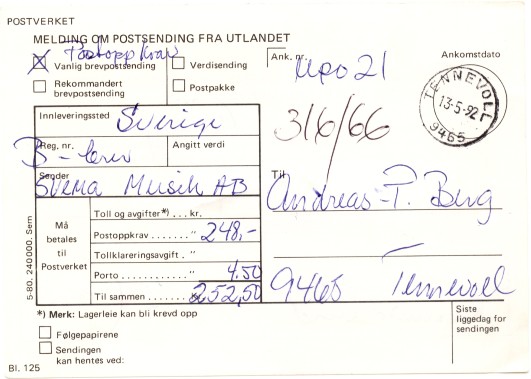 POSTVERKET
MELDING OM POSTSENDING FRA UTLANDET
Postoppkrav
X Vanlig brevpostsending
Verdisending
Rekommandert
brevpostsending
Postpakke
Ank. nr.
Upo 21
Ankomstdato
TENNEVOLL
13-5-92
9465
Innleveringssted
Sverige
316/66
Reg. nr.
B-brev
Angitt verdi
Sender
Svema Musik AB
Til
Andreas P. Berg
9465 Tennevoll
Må
betales
til
Postverket
Toll og avgifter*) . . . kr.
Postoppkrav . . . . . . . " 248,-
Tollklareringsavgift . "
Porto . . . . . . . . . . . . " 4.50
Til sammen . . . . . . . . 252,50
5-80. 240000. Sem
*) Merk: Lagerleie kan bli krevd opp
Følgepapirene
Sendingen
kan hentes ved:
Siste
liggedag for
sendingen
Bl. 125